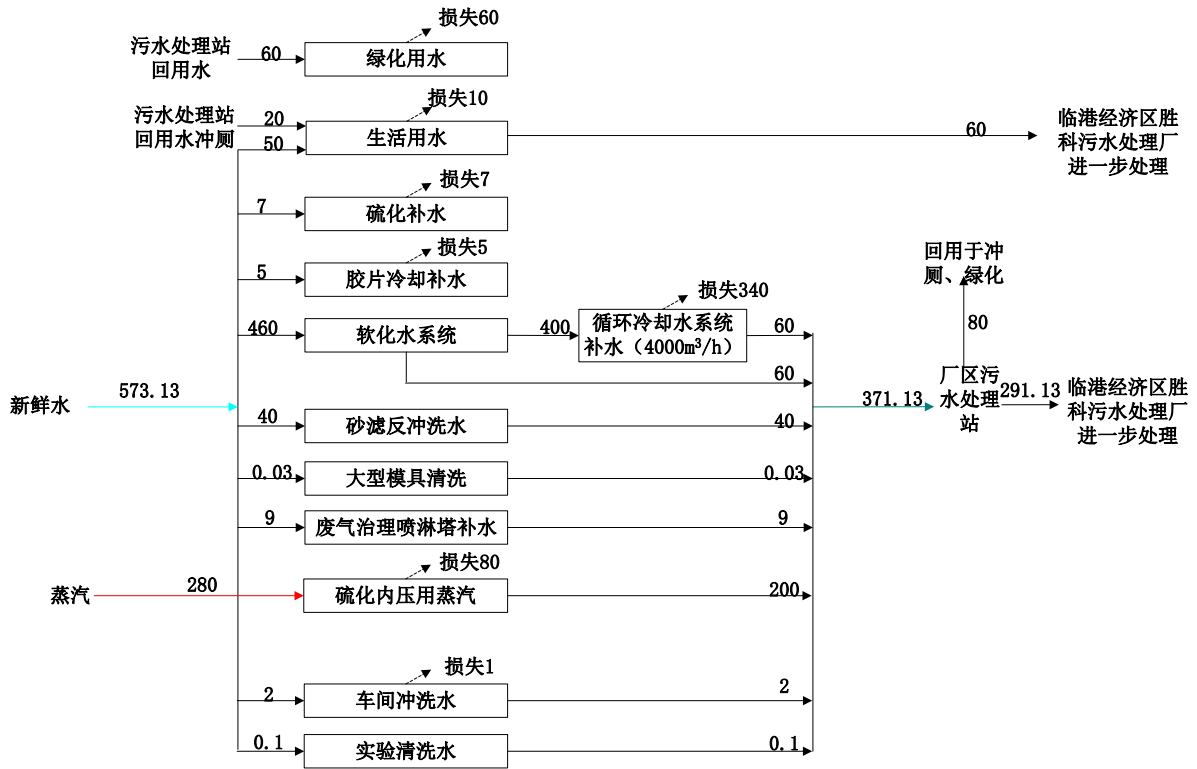 损失60
污水处理站
回用水
60
绿化用水
损失10
污水处理站
回用水冲厕
20
50
生活用水
60
临港经济区胜
科污水处理厂
进一步处理
损失7
7
硫化补水
损失5
5
胶片冷却补水
回用于冲
厕、绿化
损失340
460
软化水系统
400
循环冷却水系统
补水（4000m³/h）
60
80
60
新鲜水
573.13
371.13
厂区污
水处理
站
291.13
临港经济区胜
科污水处理厂
进一步处理
40
砂滤反冲洗水
40
0.03
大型模具清洗
0.03
9
废气治理喷淋塔补水
9
损失80
蒸汽
280
硫化内压用蒸汽
200
损失1
2
车间冲洗水
2
0.1
实验清洗水
0.1